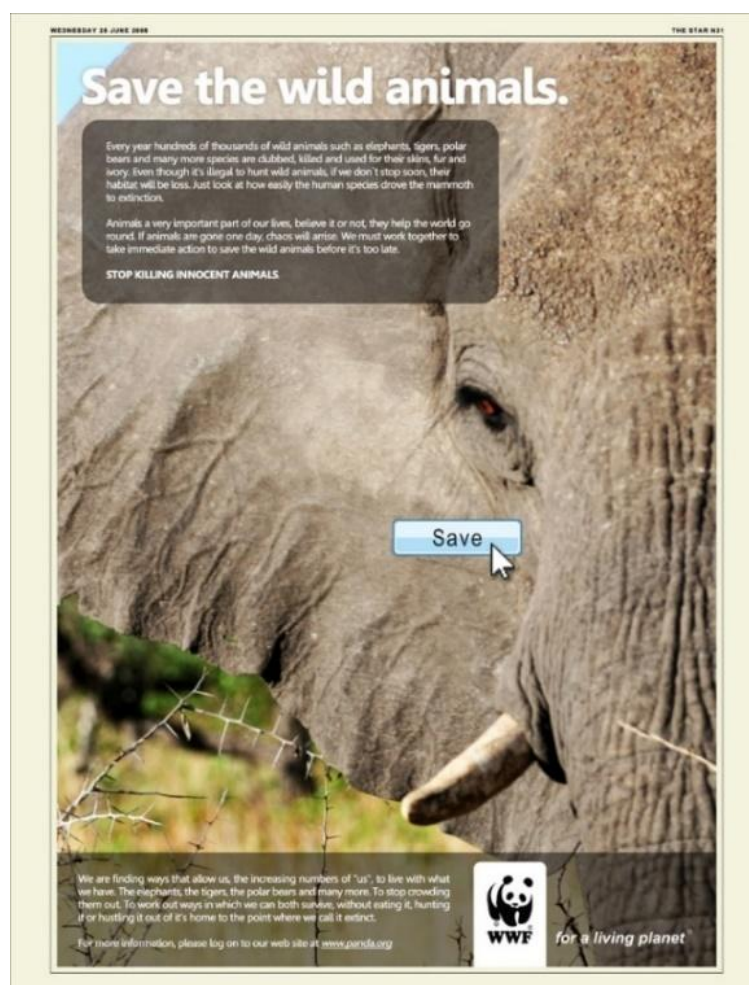 WEDNESDAY 25 JUNE 2008
THE STAR N31
Save the wild animals.
Every year hundreds of thousands of wild animals such as elephants, tigers, polar
bears and many more species are clubbed, killed and used for their skins, fur and
ivory. Even though it's illegal to hunt wild animals, if we don't stop soon, their
habitat will be loss. Just look at how easily the human species drove the mammoth
to extinction.
Animals a very important part of our lives, believe it or not, they help the world go
round. If animals are gone one day, chaos will arrise. We must work together to
take immediate action to save the wild animals before it's too late.
STOP KILLING INNOCENT ANIMALS.
Save
We are finding ways that allow us, the increasing numbers of "us", to live with what
we have. The elephants, the tigers, the polar bears and many more. To stop crowding
them out. To work out ways in which we can both survive, without eating it, hunting
it or hustling it out of it's home to the point where we call it extinct.
For more information, please log on to our web site at www.panda.org
WWF
for a living planet